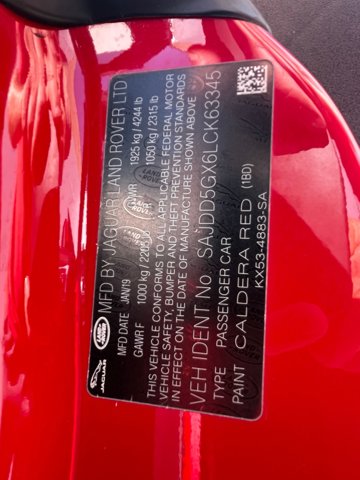 MFD BY JAGUAR LAND ROVER LTD
MFD DATE JAN/19 GVWR 1925 kg / 4244 lb
GAWR F 1000 kg / 2205 lb R 1050 kg / 2315 lb
THIS VEHICLE CONFORMS TO ALL APPLICABLE FEDERAL MOTOR
VEHICLE SAFETY, BUMPER AND THEFT PREVENTION STANDARDS
IN EFFECT ON THE DATE OF MANUFACTURE SHOWN ABOVE
VEH IDENT No. SAJDD5GX6LCK63345
TYPE PASSENGER CAR
PAINT CALDERA RED (1BD)
KX53-4883-SA
JAGUAR
LAND ROVER